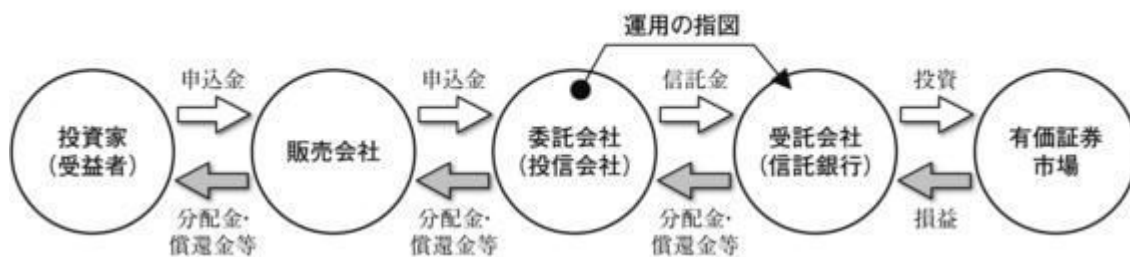 運用の指図
申込金
申込金
信託金
投資
投資家
（受益者）
販売会社
委託会社
（投信会社）
受託会社
（信託銀行）
有価証券
市場
分配金・
償還金等
分配金・
償還金等
分配金・
償還金等
損益